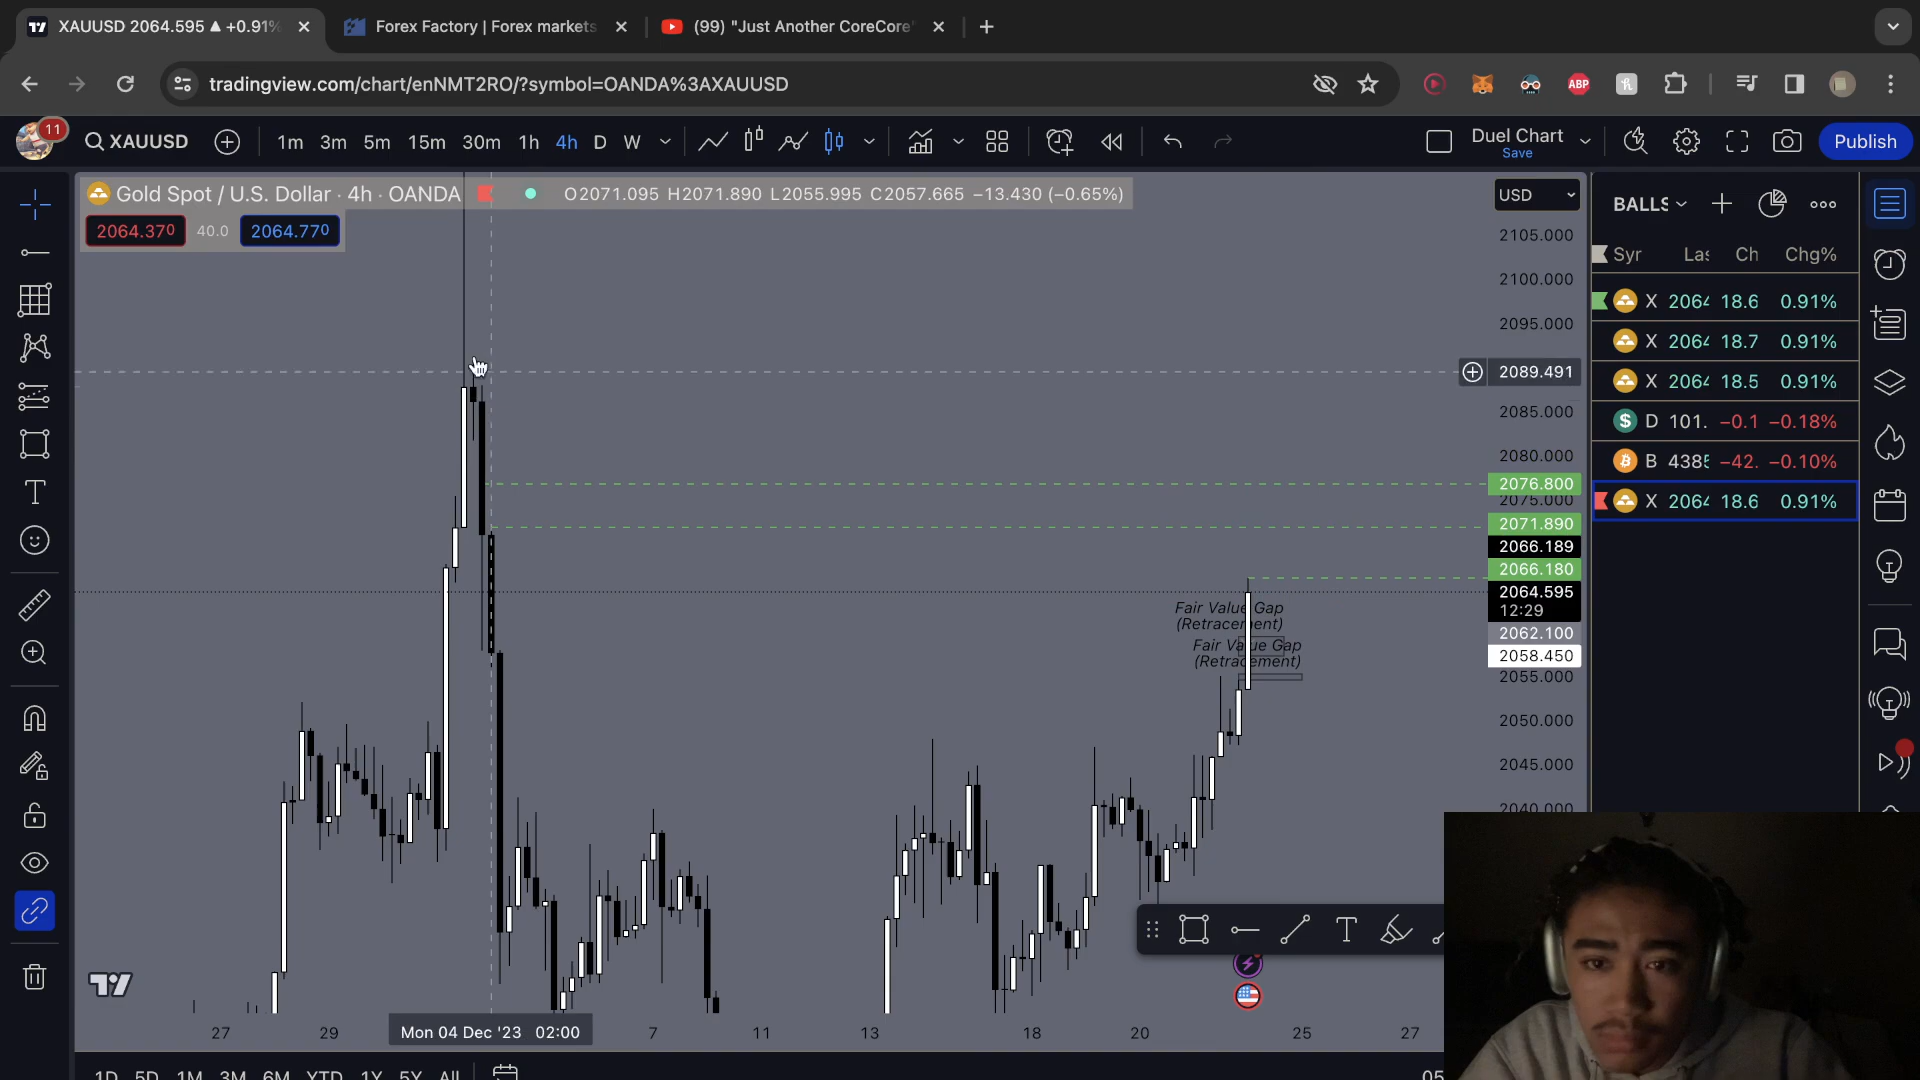 XAUUSD 2064.595 ▲ +0.91%
Forex Factory | Forex markets
(99) "Just Another CoreCore"
tradingview.com/chart/enNMT2RO/?symbol=OANDA%3AXAUUSD
ABP
11
XAUUSD
1m 3m 5m 15m 30m 1h 4h D W
Duel Chart
Save
Publish
Gold Spot / U.S. Dollar · 4h · OANDA
O2071.095 H2071.890 L2055.995 C2057.665 −13.430 (−0.65%)
2064.370 40.0 2064.770
USD
BALLS
Syr Las Ch Chg%
X 2064 18.6 0.91%
X 2064 18.7 0.91%
X 2064 18.5 0.91%
D 101. −0.1 −0.18%
B 4385 −42. −0.10%
X 2064 18.6 0.91%
2105.000
2100.000
2095.000
2089.491
2085.000
2080.000
2076.800
2075.000
2071.890
2066.189
2066.180
2064.595
12:29
2062.100
2058.450
2055.000
2050.000
2045.000
2040.000
Fair Value Gap
(Retracement)
Fair Value Gap
(Retracement)
27 29 Mon 04 Dec '23 02:00 7 11 13 18 20 25 27
1D 5D 1M 3M 6M YTD 1Y 5Y All
05